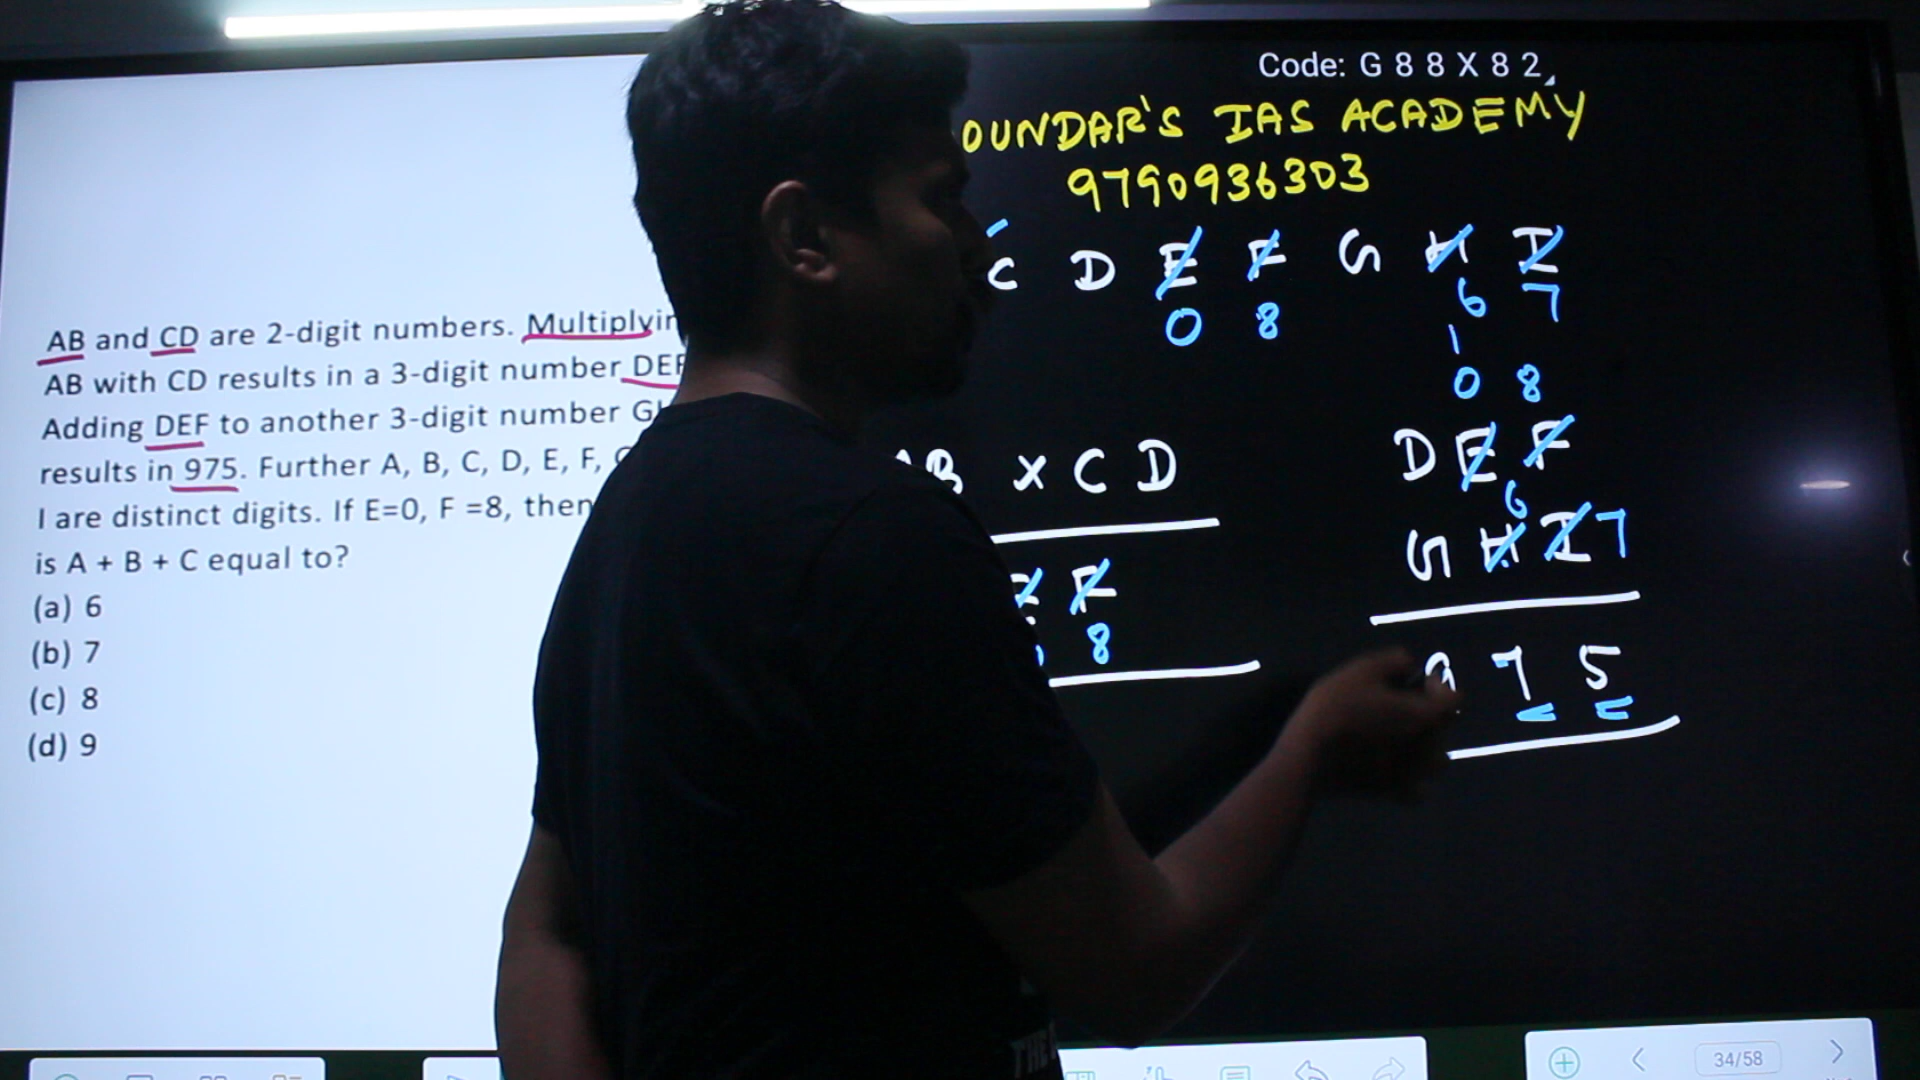 Code: G 8 8 X 8 2
OUNDAR'S IAS ACADEMY
9790936303
C D E F G H I
0 8 6 7
AB and CD are 2-digit numbers. Multiplyin
AB with CD results in a 3-digit number DEF
Adding DEF to another 3-digit number G
results in 975. Further A, B, C, D, E, F,
I are distinct digits. If E=0, F =8, then
is A + B + C equal to?
(a) 6
(b) 7
(c) 8
(d) 9
B X C D
F
8
1
0 8
D E F
6
G H I 7
9 7 5
34/58